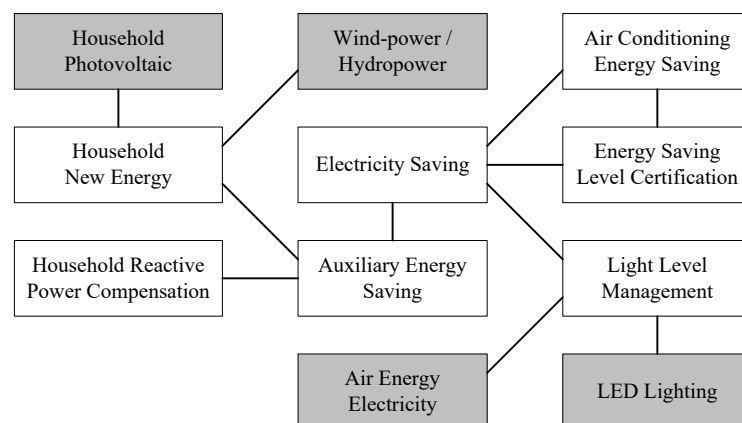 Household
Photovoltaic
Wind-power /
Hydropower
Air Conditioning
Energy Saving
Household
New Energy
Electricity Saving
Energy Saving
Level Certification
Household Reactive
Power Compensation
Auxiliary Energy
Saving
Light Level
Management
Air Energy
Electricity
LED Lighting